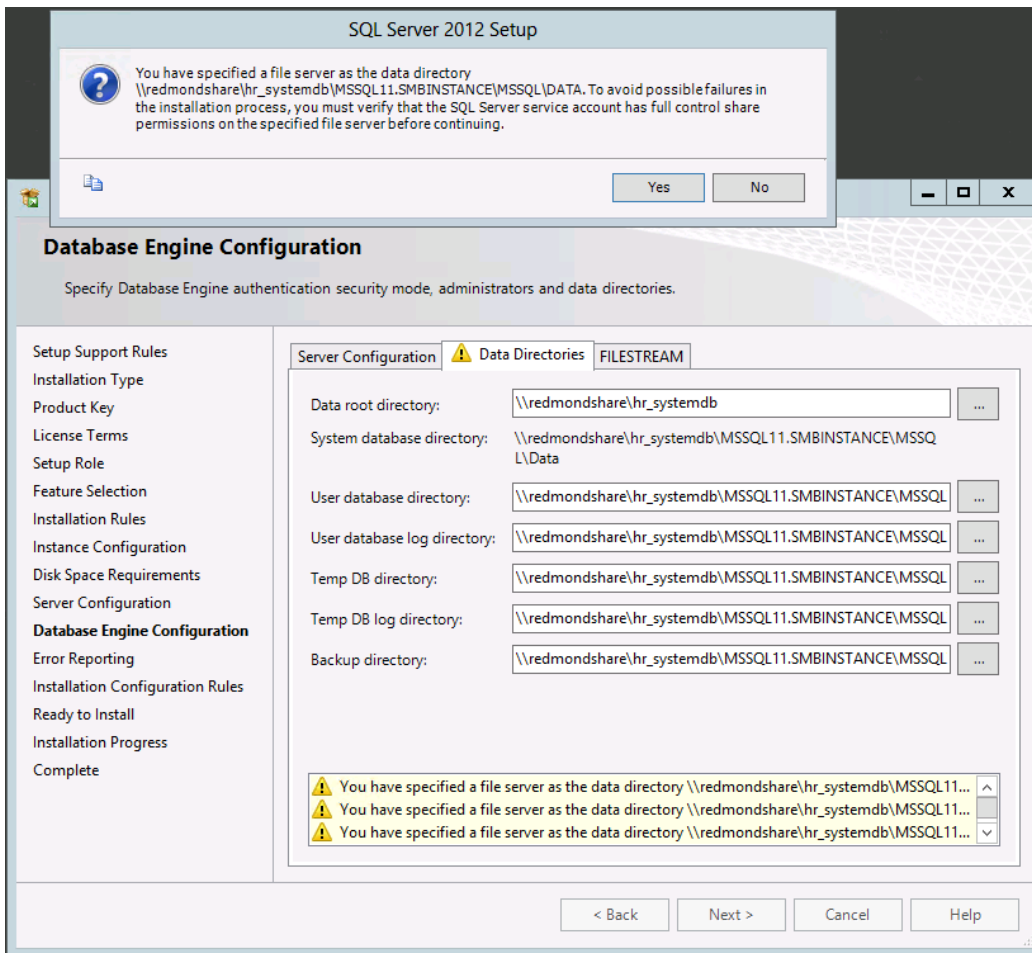 SQL Server 2012 Setup
You have specified a file server as the data directory
\\redmondshare\hr_systemdb\MSSQL11.SMBINSTANCE\MSSQL\DATA. To avoid possible failures in
the installation process, you must verify that the SQL Server service account has full control share
permissions on the specified file server before continuing.
Yes
No
Database Engine Configuration
Specify Database Engine authentication security mode, administrators and data directories.
Setup Support Rules
Installation Type
Product Key
License Terms
Setup Role
Feature Selection
Installation Rules
Instance Configuration
Disk Space Requirements
Server Configuration
Database Engine Configuration
Error Reporting
Installation Configuration Rules
Ready to Install
Installation Progress
Complete
Server Configuration
Data Directories
FILESTREAM
Data root directory:
\\redmondshare\hr_systemdb
...
System database directory:
\\redmondshare\hr_systemdb\MSSQL11.SMBINSTANCE\MSSQ
L\Data
User database directory:
\\redmondshare\hr_systemdb\MSSQL11.SMBINSTANCE\MSSQL
...
User database log directory:
\\redmondshare\hr_systemdb\MSSQL11.SMBINSTANCE\MSSQL
...
Temp DB directory:
\\redmondshare\hr_systemdb\MSSQL11.SMBINSTANCE\MSSQL
...
Temp DB log directory:
\\redmondshare\hr_systemdb\MSSQL11.SMBINSTANCE\MSSQL
...
Backup directory:
\\redmondshare\hr_systemdb\MSSQL11.SMBINSTANCE\MSSQL
...
You have specified a file server as the data directory \\redmondshare\hr_systemdb\MSSQL11...
You have specified a file server as the data directory \\redmondshare\hr_systemdb\MSSQL11...
You have specified a file server as the data directory \\redmondshare\hr_systemdb\MSSQL11...
< Back
Next >
Cancel
Help